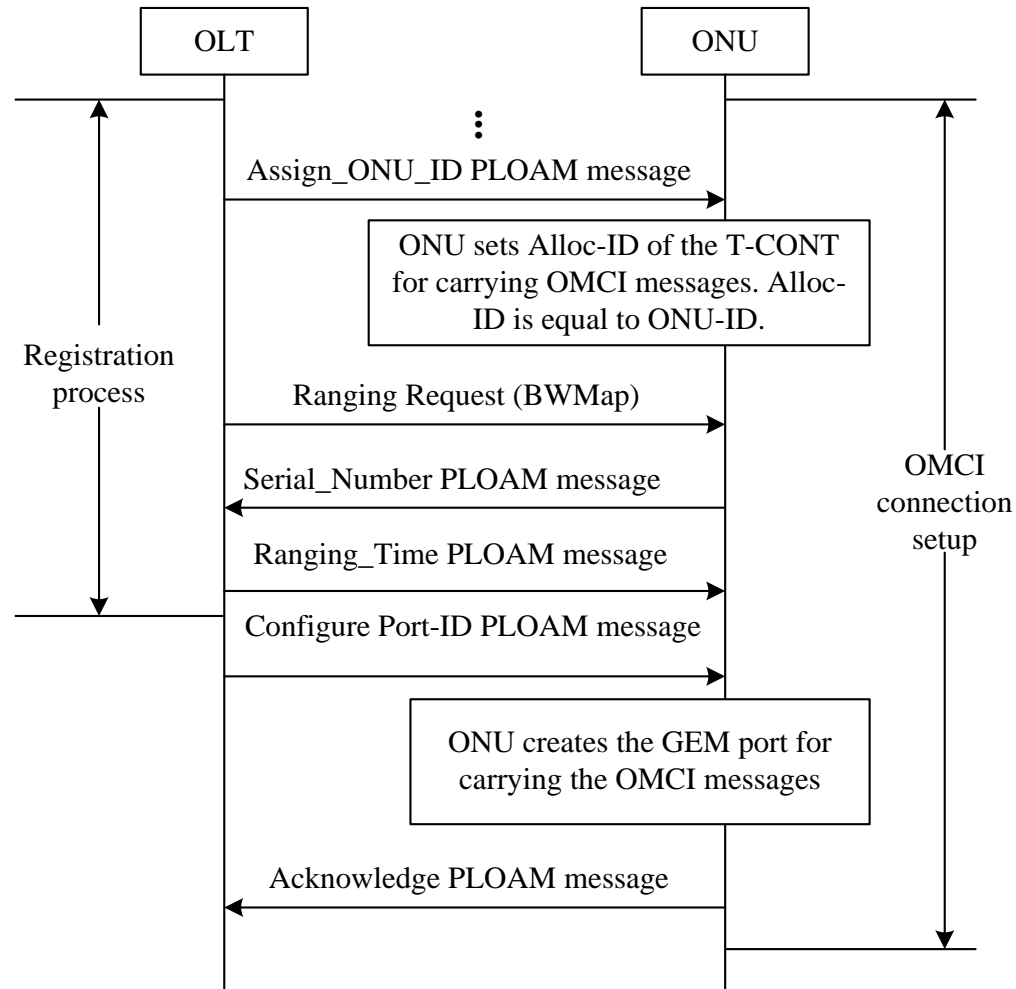 OLT
ONU
Assign_ONU_ID PLOAM message
ONU sets Alloc-ID of the T-CONT
for carrying OMCI messages. Alloc-
ID is equal to ONU-ID.
Registration
process
Ranging Request (BWMap)
Serial_Number PLOAM message
OMCI
connection
setup
Ranging_Time PLOAM message
Configure Port-ID PLOAM message
ONU creates the GEM port for
carrying the OMCI messages
Acknowledge PLOAM message